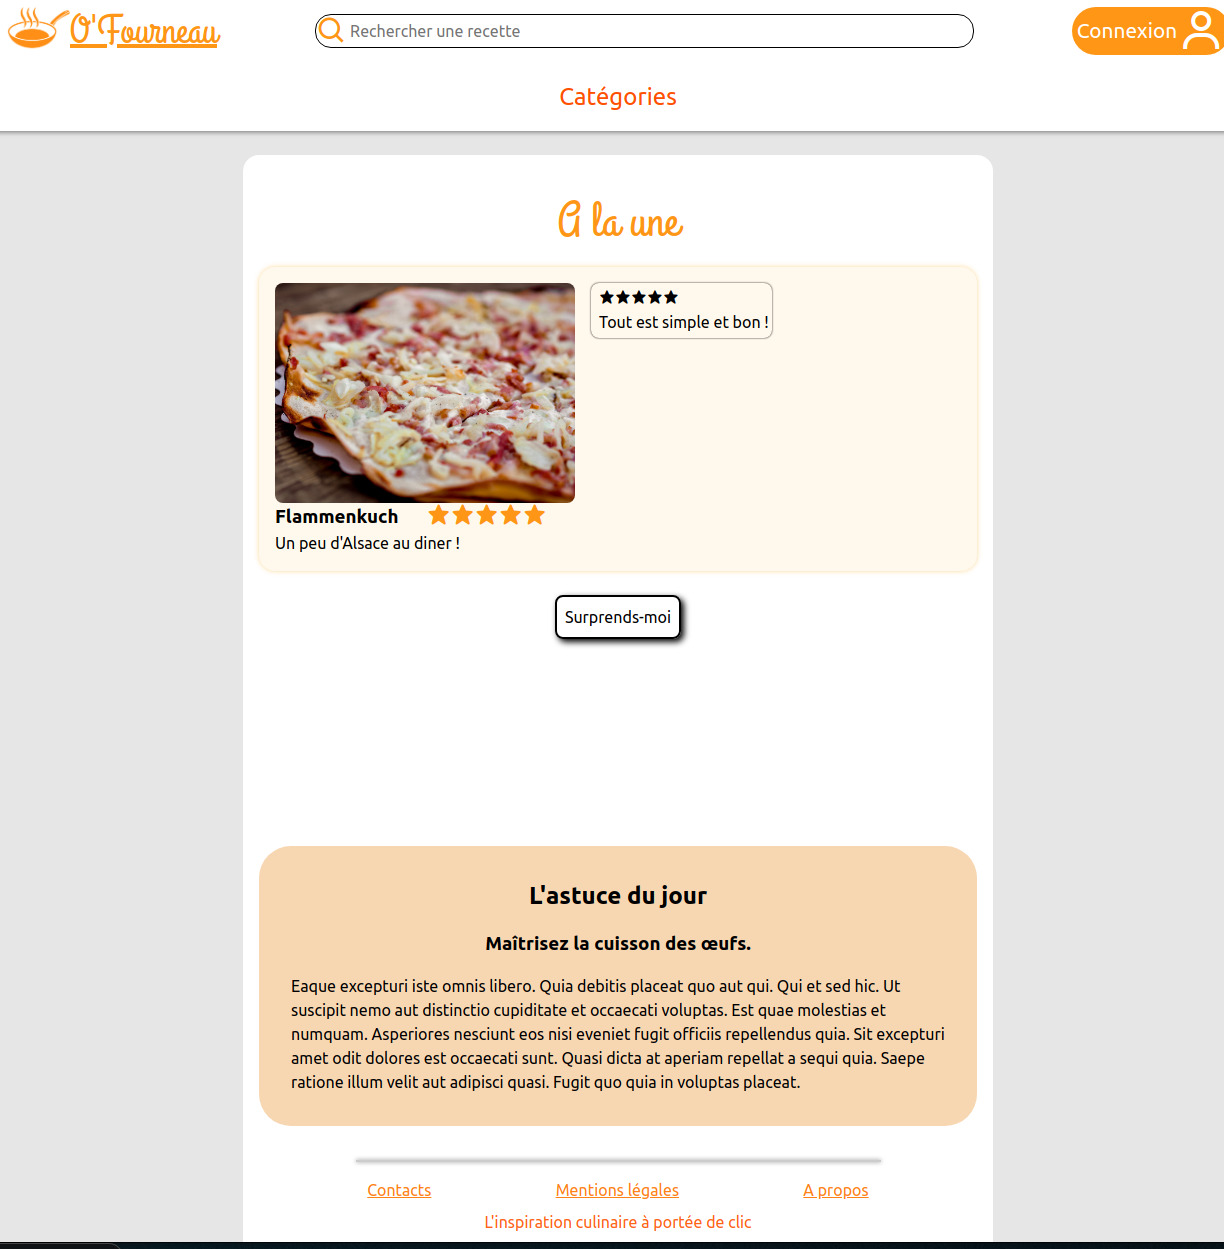 O'Fourneau
Rechercher une recette
Connexion
Catégories
A la une
Tout est simple et bon !
Flammenkuch
Un peu d'Alsace au diner !
Surprends-moi
L'astuce du jour
Maîtrisez la cuisson des œufs.
Eaque excepturi iste omnis libero. Quia debitis placeat quo aut qui. Qui et sed hic. Ut
suscipit nemo aut distinctio cupiditate et occaecati voluptas. Est quae molestias et
numquam. Asperiores nesciunt eos nisi eveniet fugit officiis repellendus quia. Sit excepturi
amet odit dolores est occaecati sunt. Quasi dicta at aperiam repellat a sequi quia. Saepe
ratione illum velit aut adipisci quasi. Fugit quo quia in voluptas placeat.
Contacts
Mentions légales
A propos
L'inspiration culinaire à portée de clic